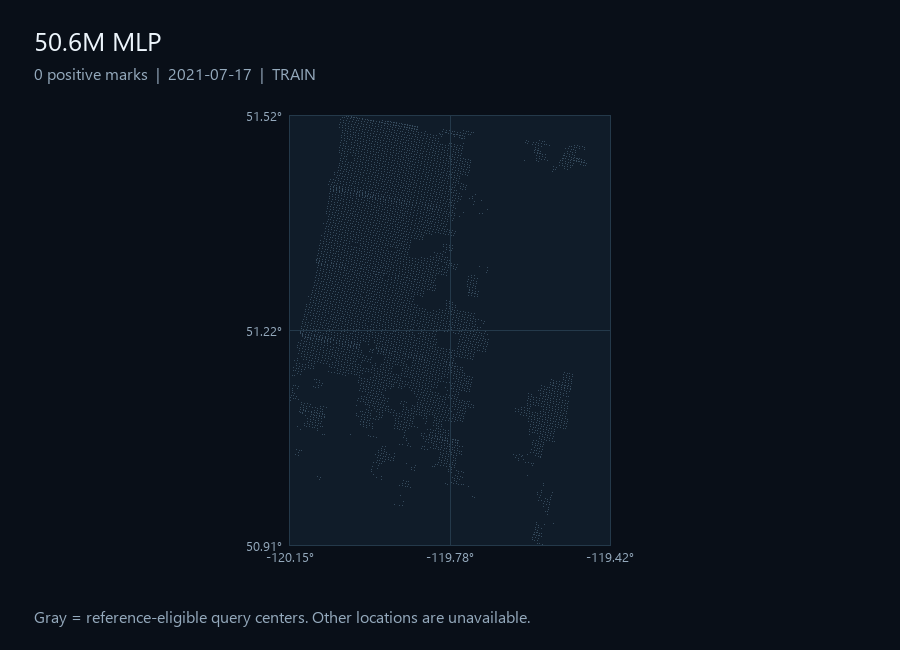 50.6M MLP
0 positive marks | 2021-07-17 | TRAIN
51.52°
51.22°
50.91°
-120.15°
-119.78°
-119.42°
Gray = reference-eligible query centers. Other locations are unavailable.